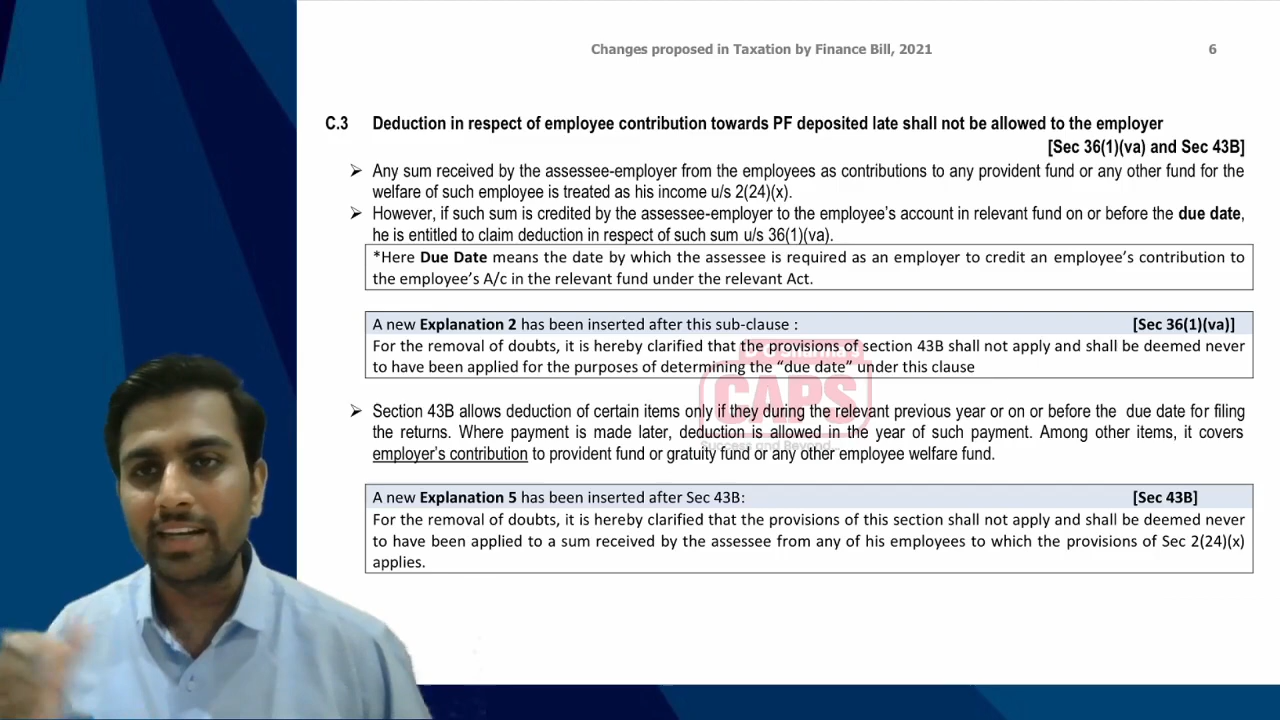 Changes proposed in Taxation by Finance Bill, 2021 6
C.3 Deduction in respect of employee contribution towards PF deposited late shall not be allowed to the employer
[Sec 36(1)(va) and Sec 43B]
➢ Any sum received by the assessee-employer from the employees as contributions to any provident fund or any other fund for the
welfare of such employee is treated as his income u/s 2(24)(x).
➢ However, if such sum is credited by the assessee-employer to the employee's account in relevant fund on or before the due date,
he is entitled to claim deduction in respect of such sum u/s 36(1)(va).
*Here Due Date means the date by which the assessee is required as an employer to credit an employee's contribution to
the employee's A/c in the relevant fund under the relevant Act.
A new Explanation 2 has been inserted after this sub-clause : [Sec 36(1)(va)]
For the removal of doubts, it is hereby clarified that the provisions of section 43B shall not apply and shall be deemed never
to have been applied for the purposes of determining the "due date" under this clause
CAPS
Success and Beyond
➢ Section 43B allows deduction of certain items only if they during the relevant previous year or on or before the due date for filing
the returns. Where payment is made later, deduction is allowed in the year of such payment. Among other items, it covers
employer's contribution to provident fund or gratuity fund or any other employee welfare fund.
A new Explanation 5 has been inserted after Sec 43B: [Sec 43B]
For the removal of doubts, it is hereby clarified that the provisions of this section shall not apply and shall be deemed never
to have been applied to a sum received by the assessee from any of his employees to which the provisions of Sec 2(24)(x)
applies.